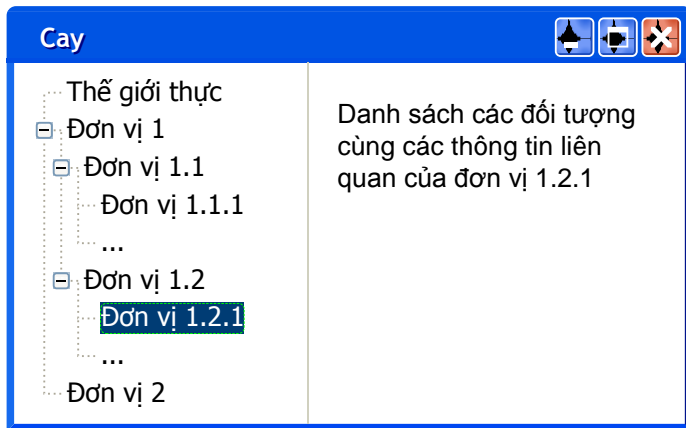 Cay
Thế giới thực
Đơn vị 1
Đơn vị 1.1
Đơn vị 1.1.1
...
Đơn vị 1.2
Đơn vị 1.2.1
...
Đơn vị 2
Danh sách các đối tượng
cùng các thông tin liên
quan của đơn vị 1.2.1